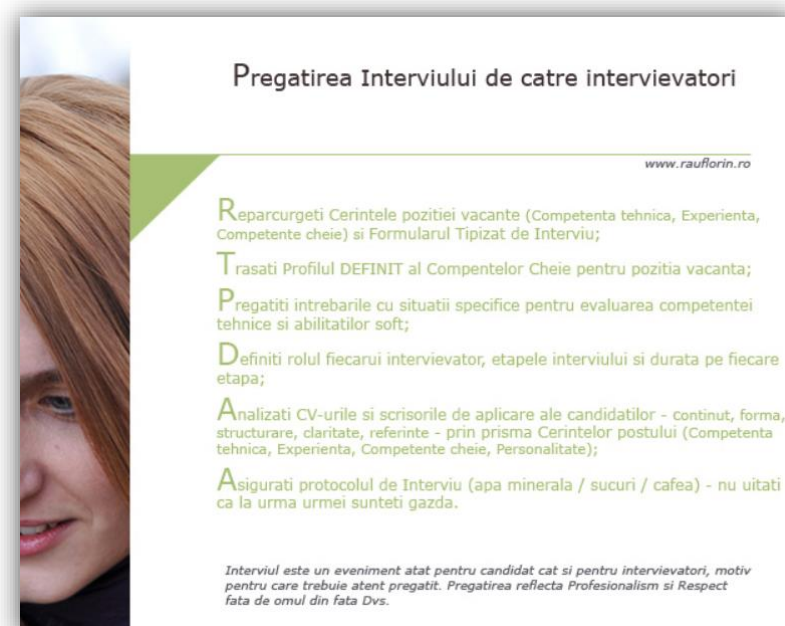 Pregatirea Interviului de catre intervievatori
www.rauflorin.ro
Reparcurgeti Cerintele pozitiei vacante (Competenta tehnica, Experienta,
Competente cheie) si Formularul Tipizat de Interviu;
Trasati Profilul DEFINIT al Compentelor Cheie pentru pozitia vacanta;
Pregatiti intrebarile cu situatii specifice pentru evaluarea competentei
tehnice si abilitatilor soft;
Definiti rolul fiecarui intervievator, etapele interviului si durata pe fiecare
etapa;
Analizati CV-urile si scrisorile de aplicare ale candidatilor - continut, forma,
structurare, claritate, referinte - prin prisma Cerintelor postului (Competenta
tehnica, Experienta, Competente cheie, Personalitate);
Asigurati protocolul de Interviu (apa minerala / sucuri / cafea) - nu uitati
ca la urma urmei sunteti gazda.
Interviul este un eveniment atat pentru candidat cat si pentru intervievatori, motiv
pentru care trebuie atent pregatit. Pregatirea reflecta Profesionalism si Respect
fata de omul din fata Dvs.